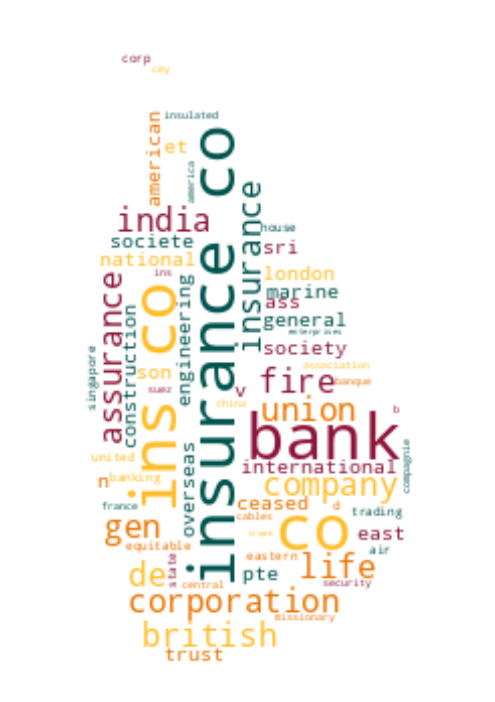 corp
cey
insulated
american
et
insurance co
america
insurance
india
house
societe
sri
national
ins
london
assurance
engineering
marine
ass
construction
ins co
general
enterprises
singapore
society
association
son
suez
v
fire
banque
china
union
b
bank
united
international
compagnie
n
banking
overseas
company
france
ceased
d
trading
cables
gen
co
east
equitable
air
eastern
state
de
central
pte
life
security
corporation
missionary
british
trust